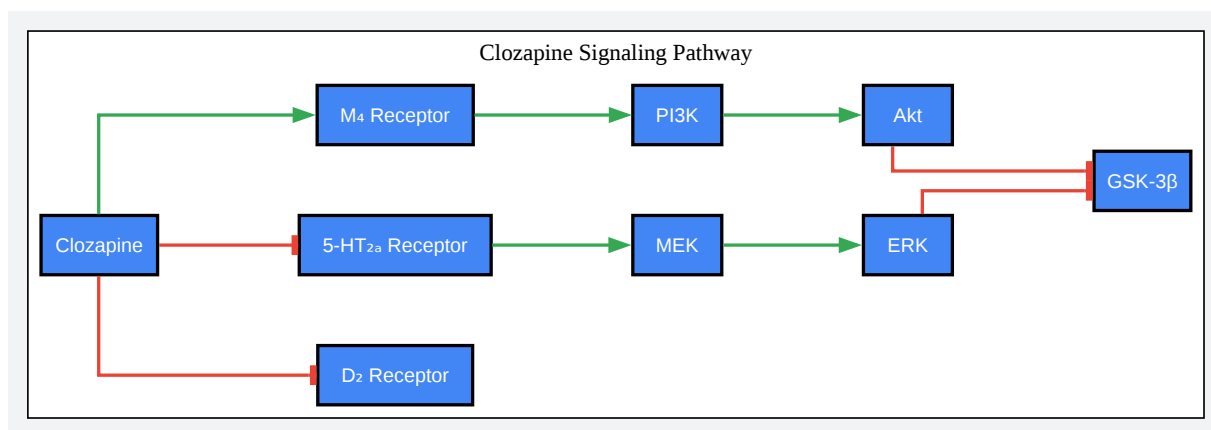 Clozapine Signaling Pathway
M₄ Receptor
PI3K
Akt
GSK-3β
Clozapine
5-HT₂ₐ Receptor
MEK
ERK
D₂ Receptor